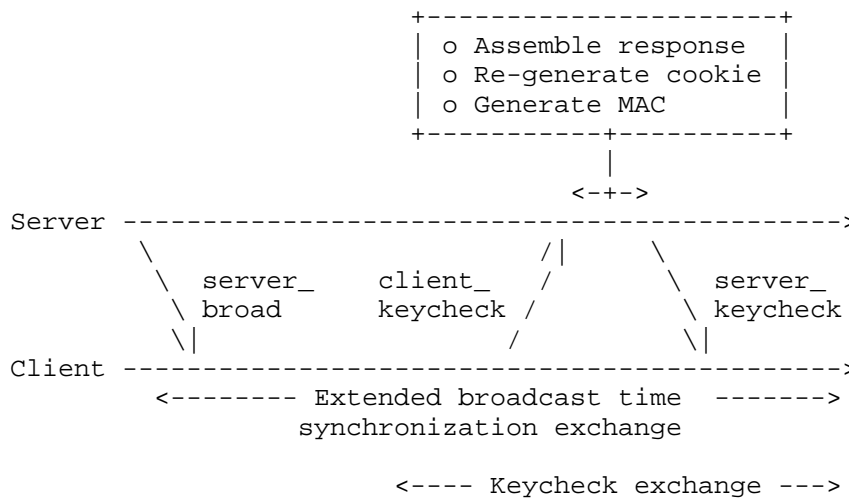 +-----------------------+
| o Assemble response |
| o Re-generate cookie |
| o Generate MAC |
+-----------+-----------+
|
<-+->
Server ---------------------------------------------->
\ /| \
\ server_ client_ / \ server_
\ broad keycheck / \ keycheck
\| / \|
Client ---------------------------------------------->
<-------- Extended broadcast time ------->
synchronization exchange
<---- Keycheck exchange --->